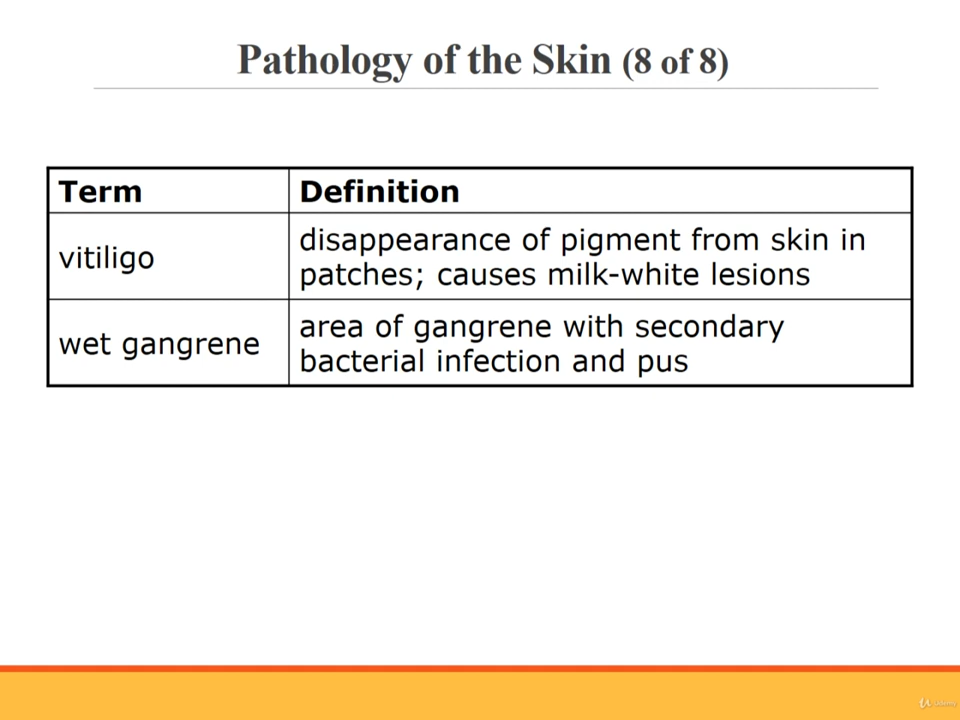 Pathology of the Skin (8 of 8)
Term
Definition
vitiligo
disappearance of pigment from skin in
patches; causes milk-white lesions
wet gangrene
area of gangrene with secondary
bacterial infection and pus
Udemy